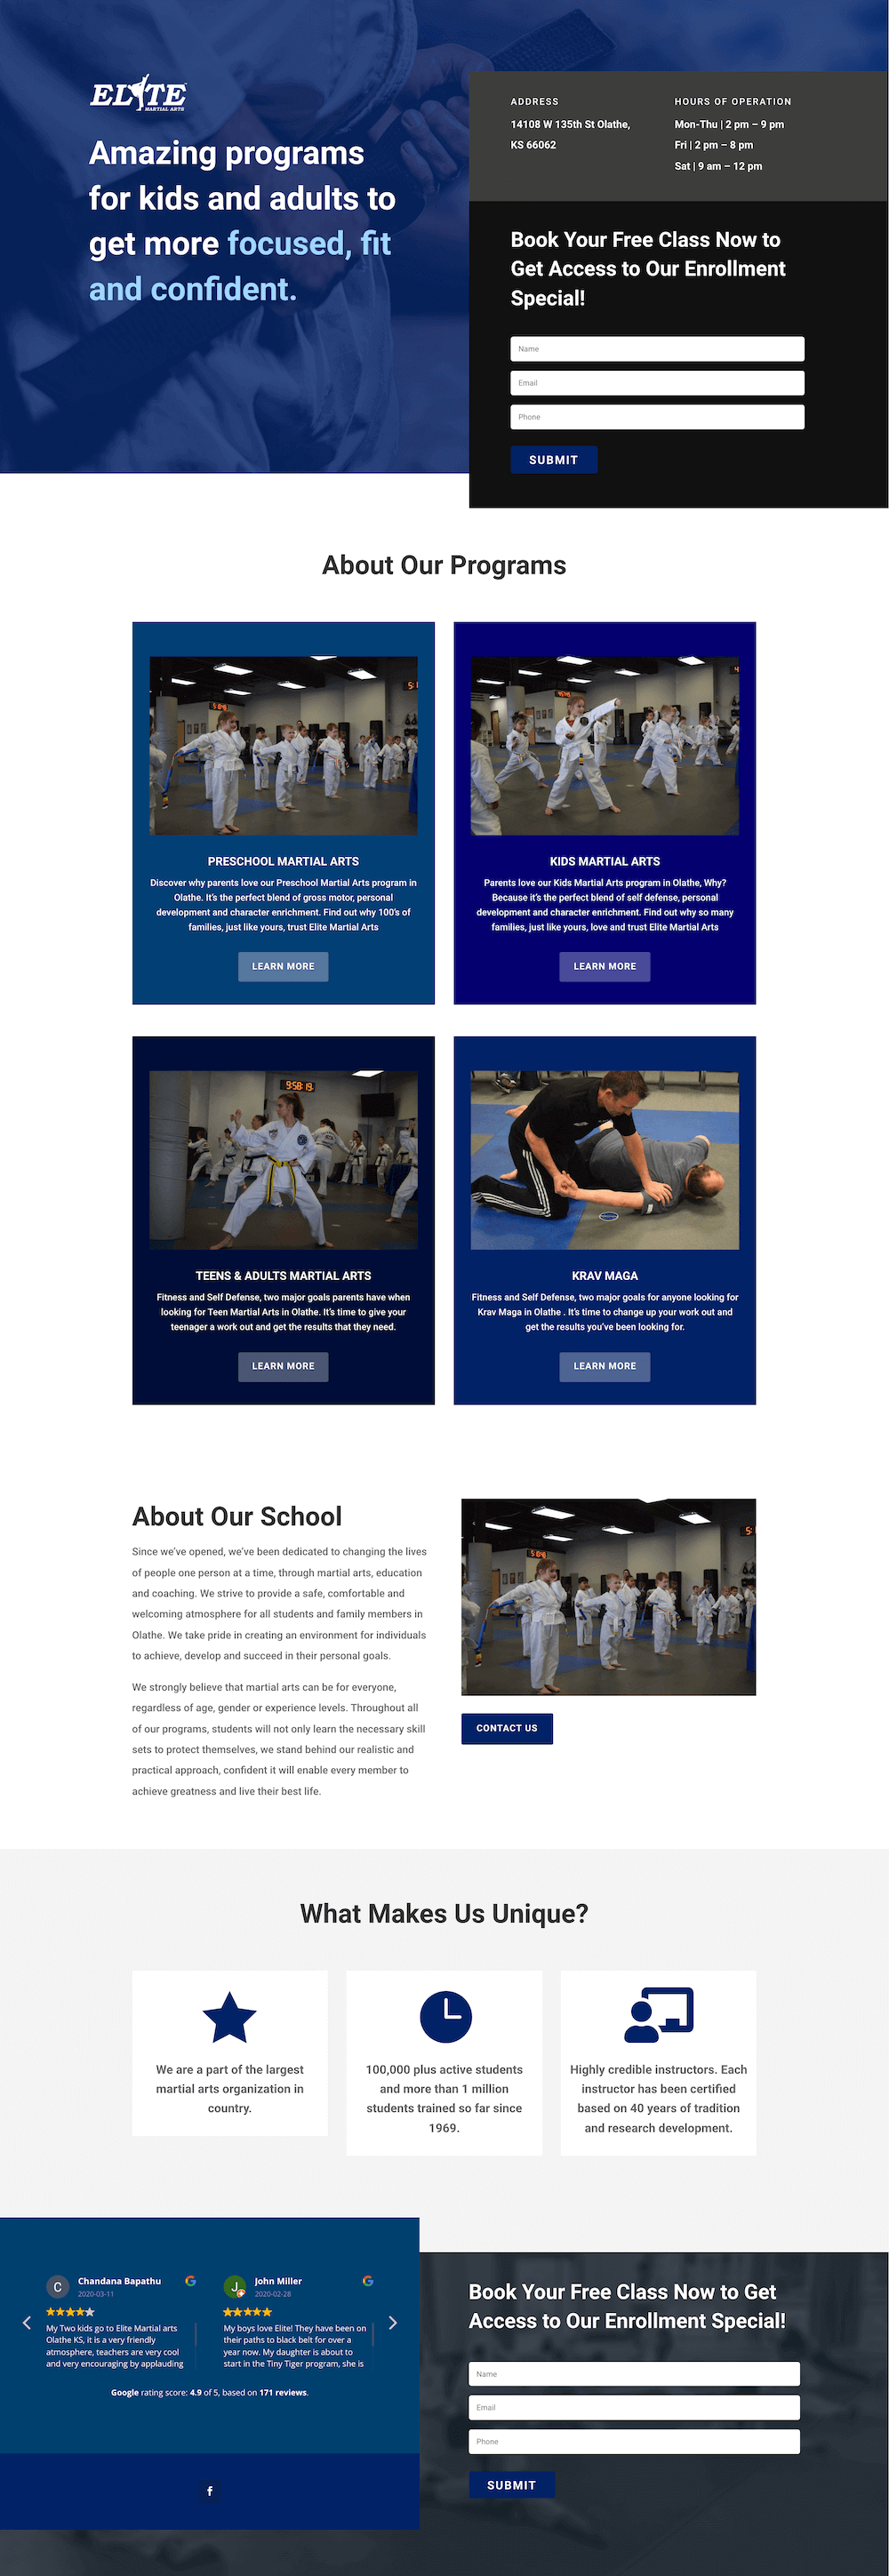 ELITE
MARTIAL ARTS
Amazing programs
for kids and adults to
get more focused, fit
and confident.
ADDRESS
14108 W 135th St Olathe,
KS 66062
HOURS OF OPERATION
Mon-Thu | 2 pm – 9 pm
Fri | 2 pm – 8 pm
Sat | 9 am – 12 pm
Book Your Free Class Now to
Get Access to Our Enrollment
Special!
Name
Email
Phone
SUBMIT
About Our Programs
PRESCHOOL MARTIAL ARTS
Discover why parents love our Preschool Martial Arts program in
Olathe. It's the perfect blend of gross motor, personal
development and character enrichment. Find out why 100's of
families, just like yours, trust Elite Martial Arts
LEARN MORE
KIDS MARTIAL ARTS
Parents love our Kids Martial Arts program in Olathe, Why?
Because it's the perfect blend of self defense, personal
development and character enrichment. Find out why so many
families, just like yours, love and trust Elite Martial Arts
LEARN MORE
9:58 19
TEENS & ADULTS MARTIAL ARTS
Fitness and Self Defense, two major goals parents have when
looking for Teen Martial Arts in Olathe. It's time to give your
teenager a work out and get the results that they need.
LEARN MORE
KRAV MAGA
Fitness and Self Defense, two major goals for anyone looking for
Krav Maga in Olathe . It's time to change up your work out and
get the results you've been looking for.
LEARN MORE
About Our School
Since we've opened, we've been dedicated to changing the lives
of people one person at a time, through martial arts, education
and coaching. We strive to provide a safe, comfortable and
welcoming atmosphere for all students and family members in
Olathe. We take pride in creating an environment for individuals
to achieve, develop and succeed in their personal goals.
We strongly believe that martial arts can be for everyone,
regardless of age, gender or experience levels. Throughout all
of our programs, students will not only learn the necessary skill
sets to protect themselves, we stand behind our realistic and
practical approach, confident it will enable every member to
achieve greatness and live their best life.
CONTACT US
What Makes Us Unique?
We are a part of the largest
martial arts organization in
country.
100,000 plus active students
and more than 1 million
students trained so far since
1969.
Highly credible instructors. Each
instructor has been certified
based on 40 years of tradition
and research development.
C
Chandana Bapathu
2020-03-11
My Two kids go to Elite Martial arts
Olathe KS, it is a very friendly
atmosphere, teachers are very cool
and very encouraging by applauding
J
John Miller
2020-02-28
My boys love Elite! They have been on
their paths to black belt for over a
year now. My daughter is about to
start in the Tiny Tiger program, she is
Google rating score: 4.9 of 5, based on 171 reviews.
f
Book Your Free Class Now to Get
Access to Our Enrollment Special!
Name
Email
Phone
SUBMIT